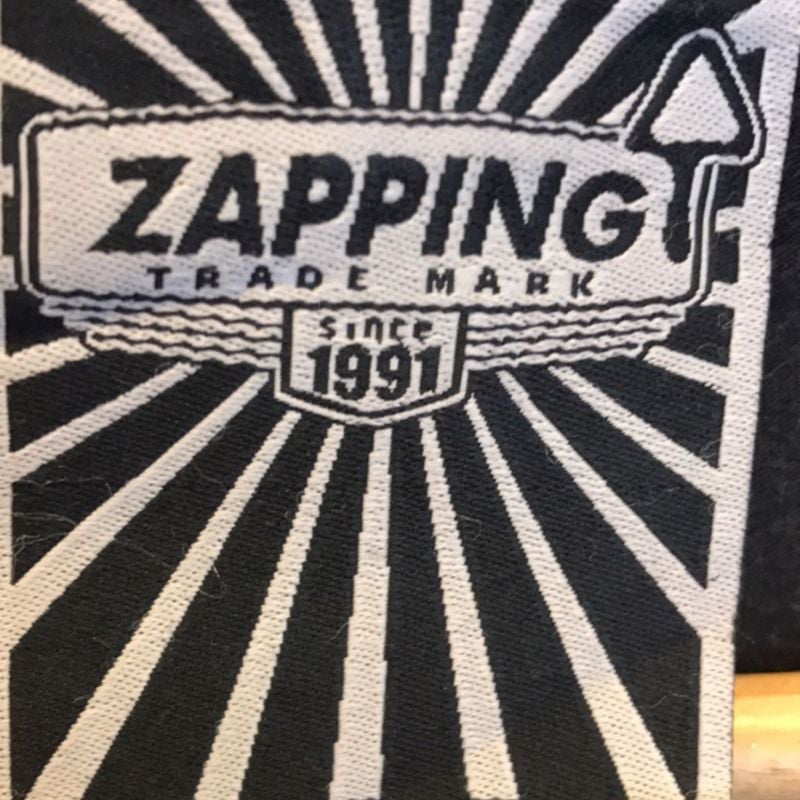 ZAPPING
TRADE MARK
since
1991